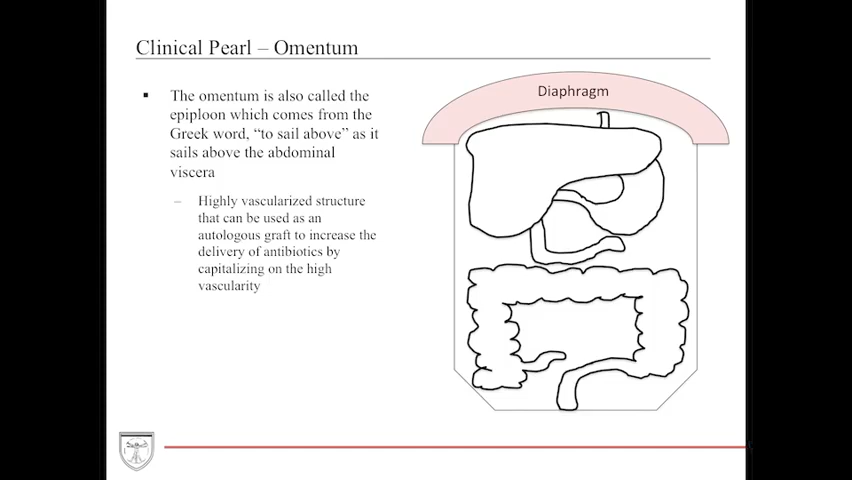 Clinical Pearl – Omentum
The omentum is also called the
epiploon which comes from the
Greek word, “to sail above” as it
sails above the abdominal
viscera
– Highly vascularized structure
that can be used as an
autologous graft to increase the
delivery of antibiotics by
capitalizing on the high
vascularity
Diaphragm